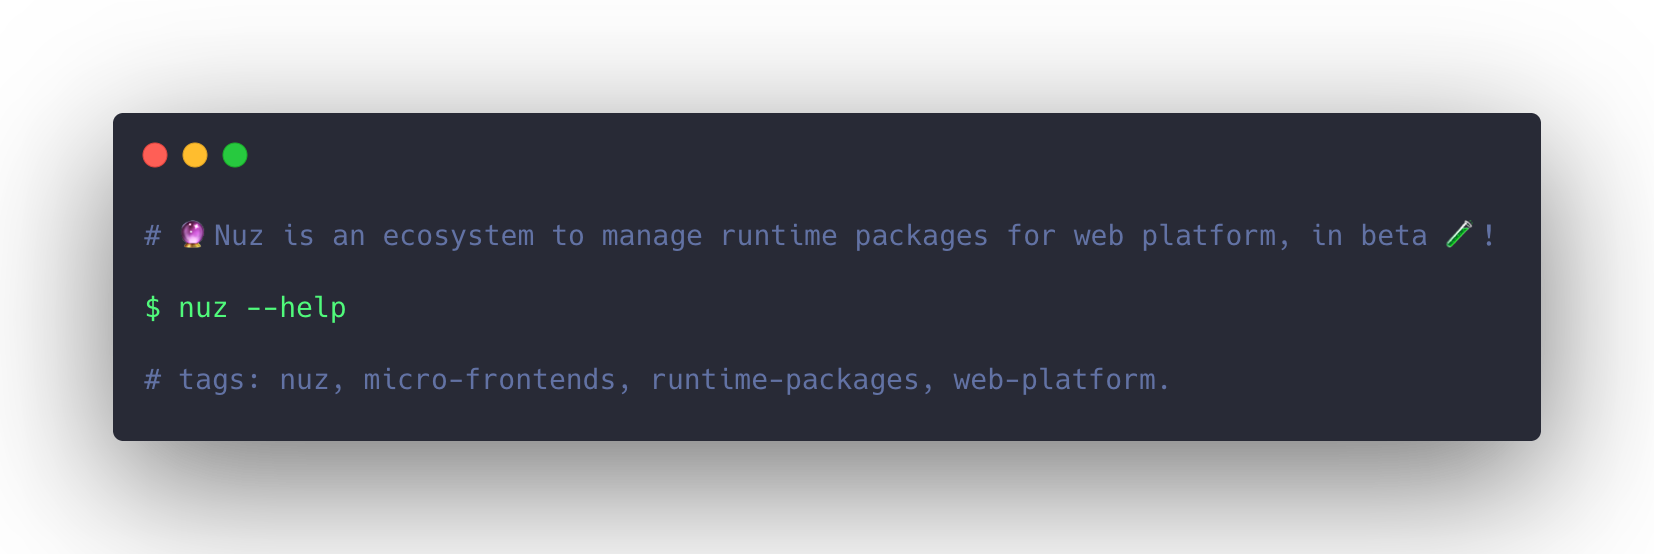 # 🔮 Nuz is an ecosystem to manage runtime packages for web platform, in beta 🧪 !
$ nuz --help
# tags: nuz, micro-frontends, runtime-packages, web-platform.